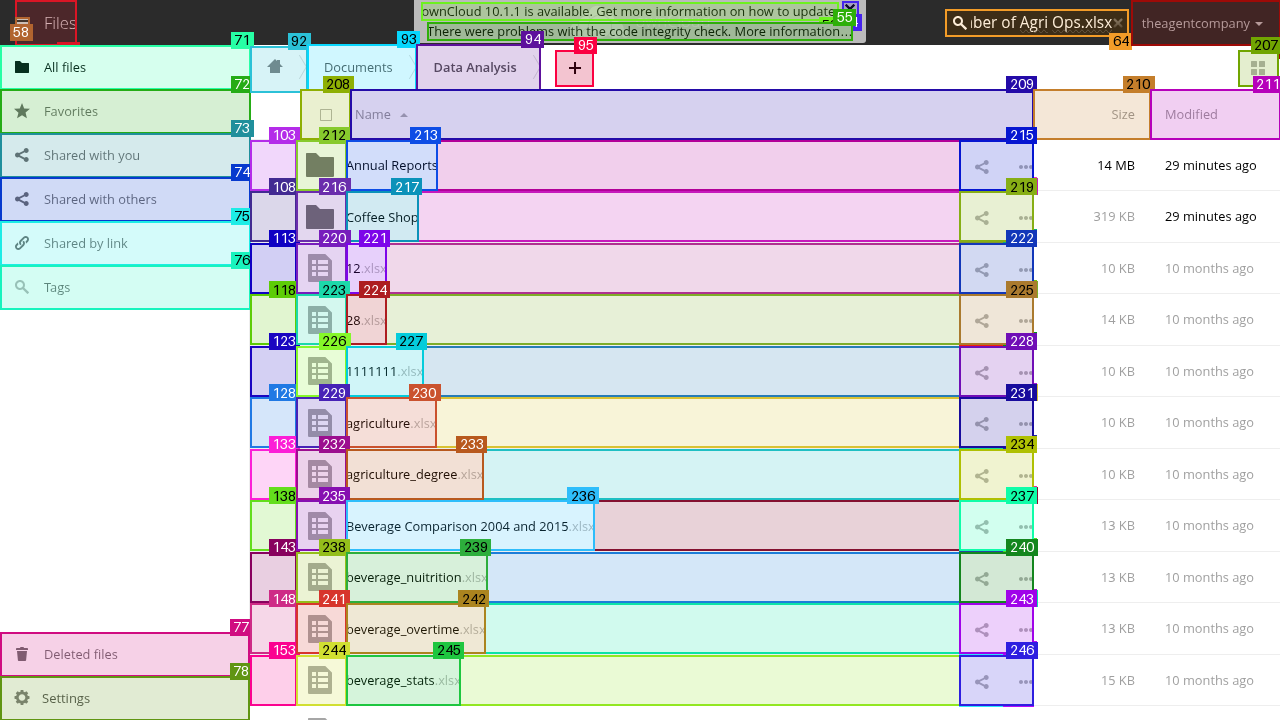 Files
ownCloud 10.1.1 is available. Get more information on how to update
There were problems with the code integrity check. More information…
ber of Agri Ops.xlsx
theagentcompany
58
55
64
71
92
93
94
95
207
All files
Documents
Data Analysis
+
72
208
209
210
211
Favorites
Name
Size
Modified
73
103
212
213
215
Shared with you
Annual Reports
14 MB
29 minutes ago
74
108
216
217
219
Shared with others
Coffee Shop
319 KB
29 minutes ago
75
113
220
221
222
Shared by link
12.xlsx
10 KB
10 months ago
76
118
223
224
225
Tags
28.xlsx
14 KB
10 months ago
123
226
227
228
1111111.xlsx
10 KB
10 months ago
128
229
230
231
agriculture.xlsx
10 KB
10 months ago
133
232
233
234
agriculture_degree.xlsx
10 KB
10 months ago
138
235
236
237
Beverage Comparison 2004 and 2015.xlsx
13 KB
10 months ago
143
238
239
240
beverage_nuitrition.xlsx
13 KB
10 months ago
148
241
242
243
beverage_overtime.xlsx
13 KB
10 months ago
77
153
244
245
246
Deleted files
beverage_stats.xlsx
15 KB
10 months ago
78
Settings